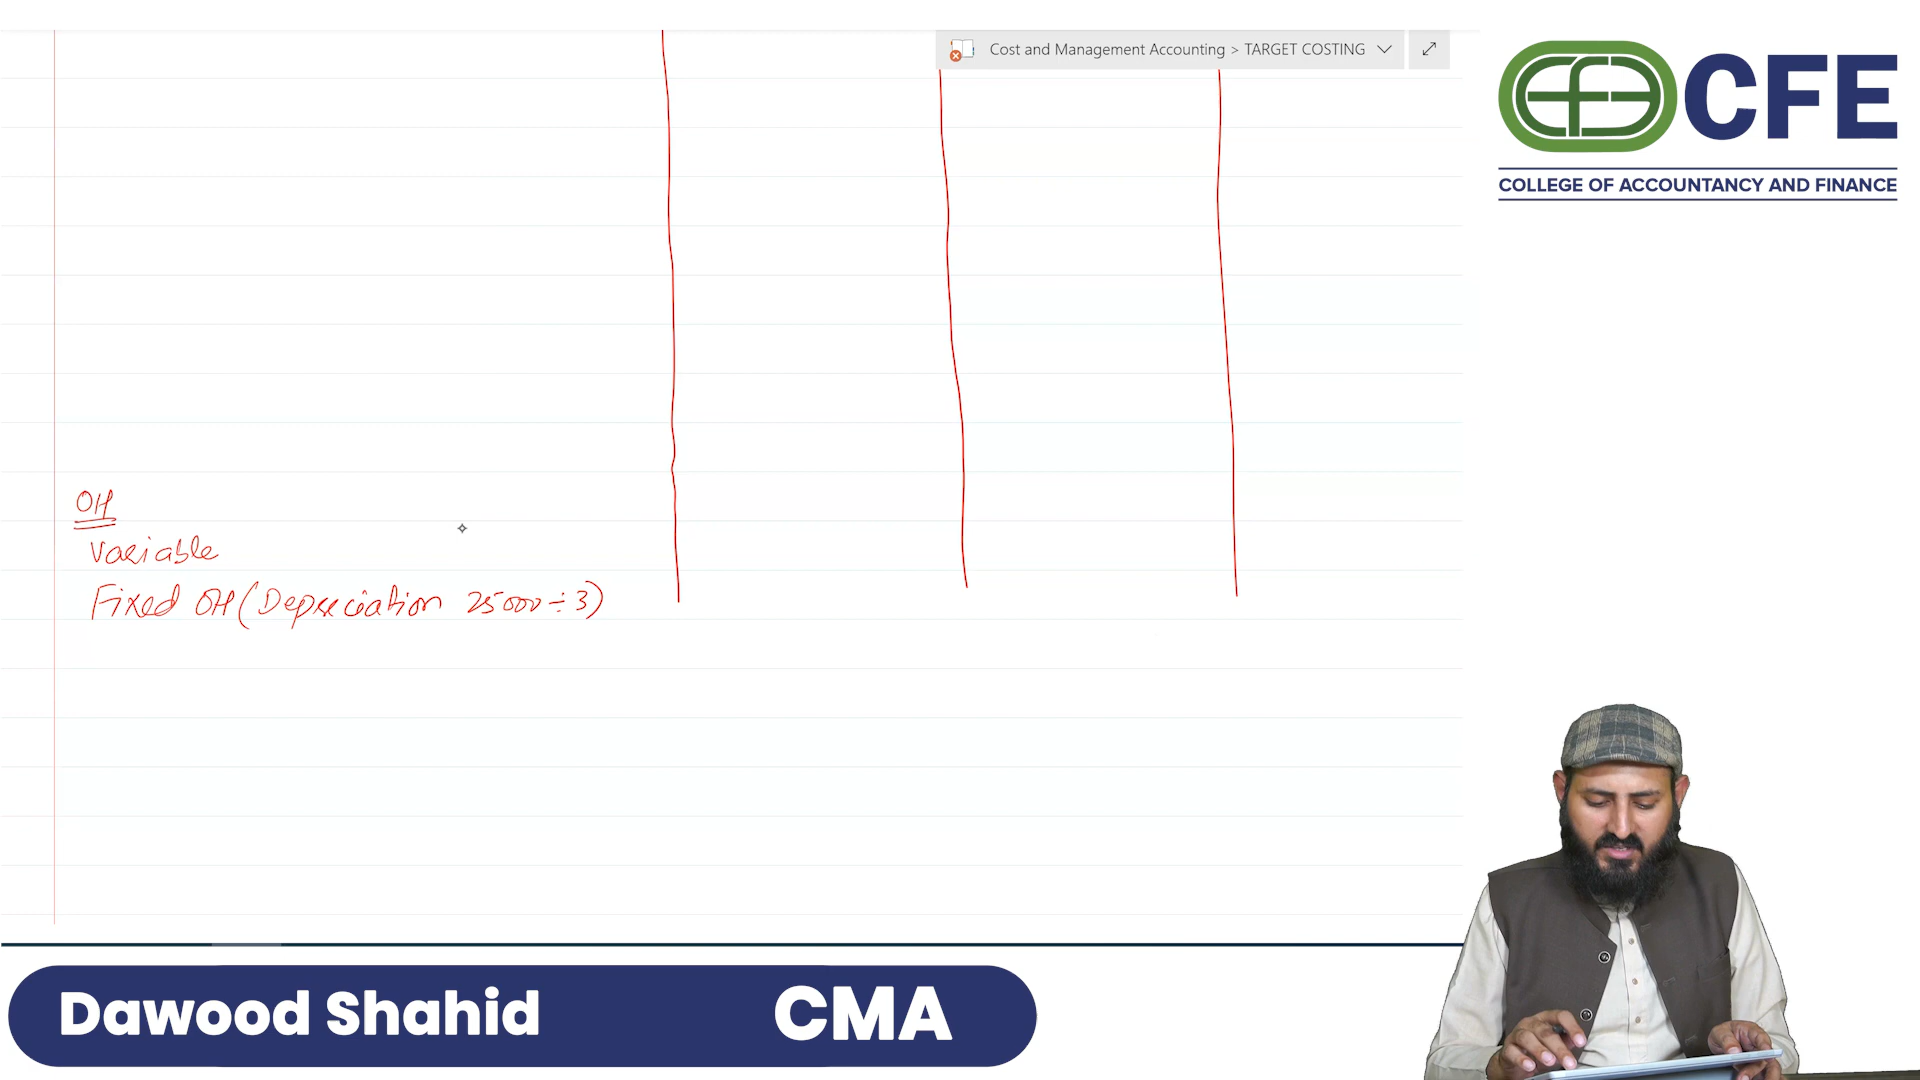 Cost and Management Accounting > TARGET COSTING
CFE
COLLEGE OF ACCOUNTANCY AND FINANCE
OH
Variable
Fixed OH (Depreciation 25000 ÷ 3)
Dawood Shahid
CMA